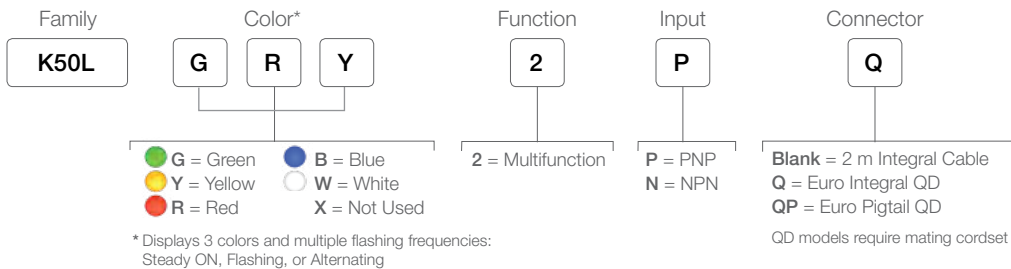 Family Color* Function Input Connector
K50L G R Y 2 P Q
G = Green B = Blue 2 = Multifunction P = PNP Blank = 2 m Integral Cable
Y = Yellow W = White N = NPN Q = Euro Integral QD
R = Red X = Not Used QP = Euro Pigtail QD
QD models require mating cordset
* Displays 3 colors and multiple flashing frequencies:
Steady ON, Flashing, or Alternating